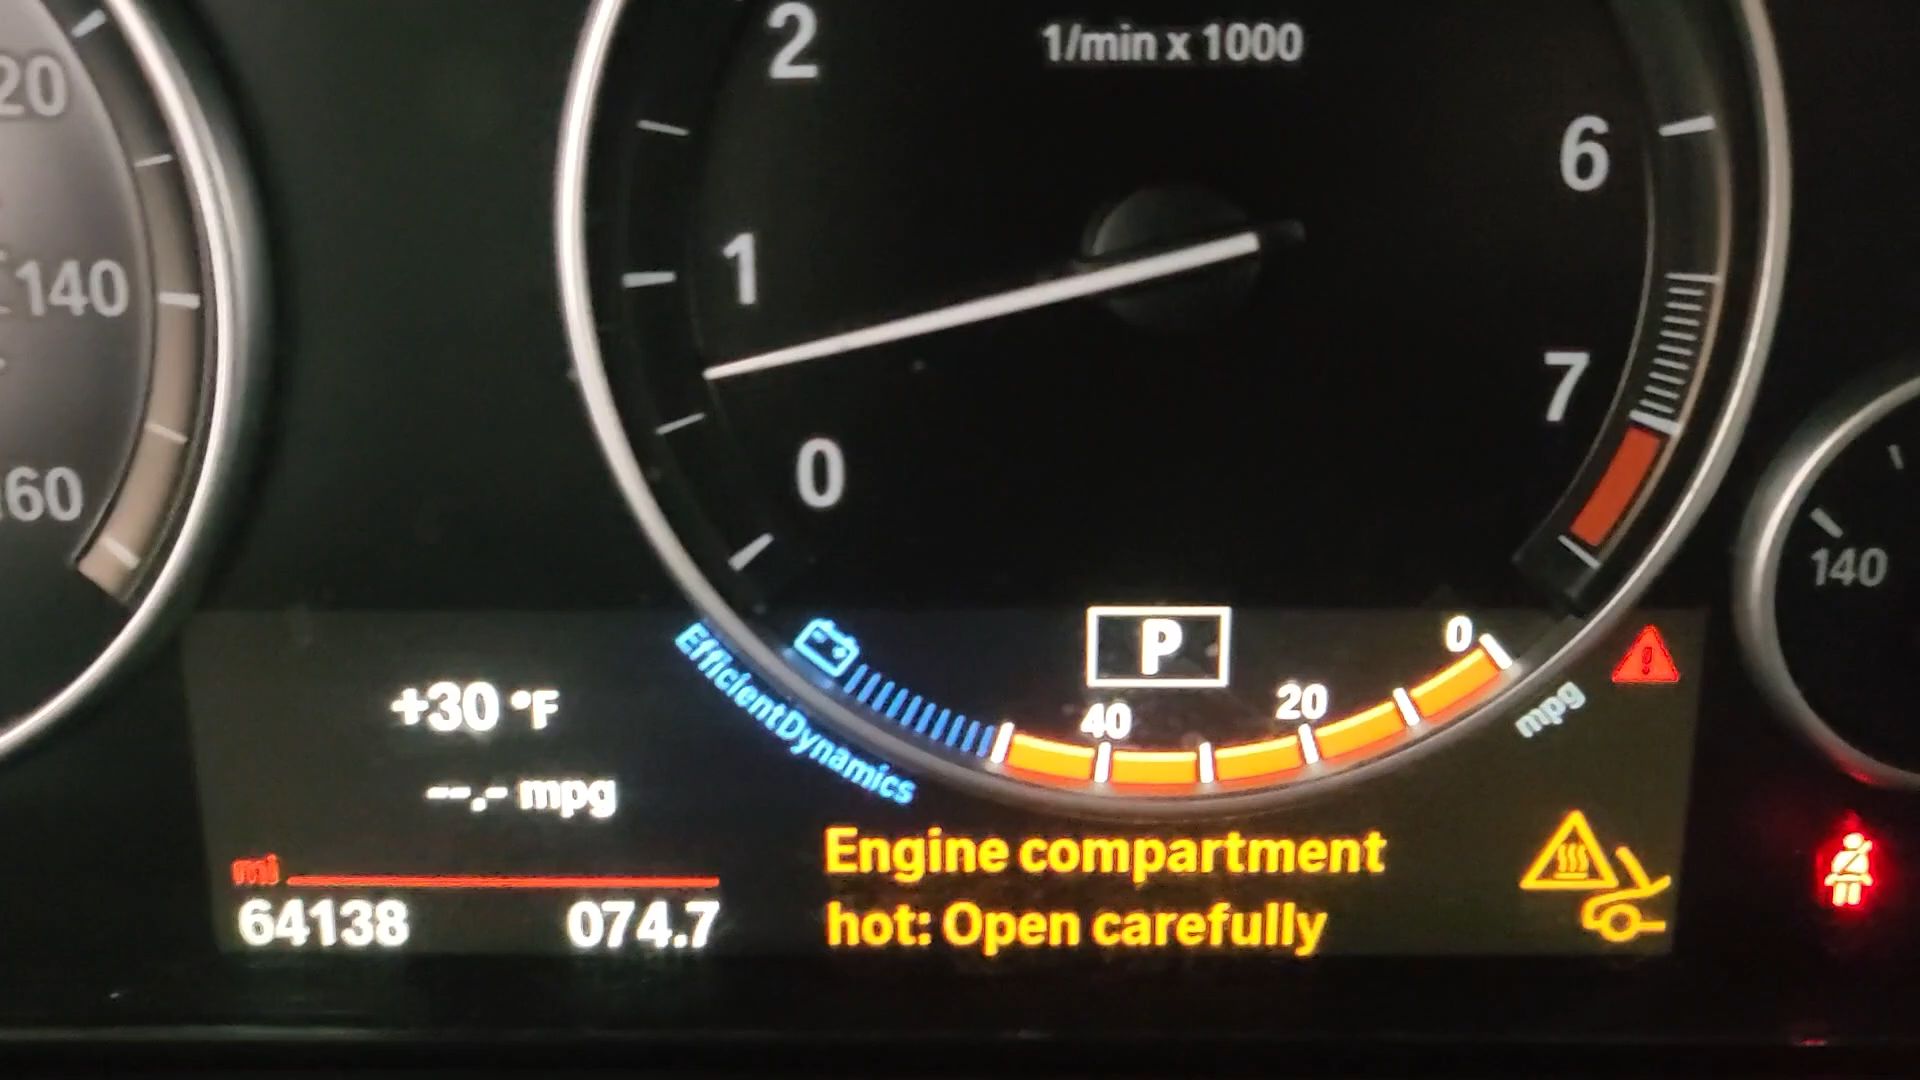 1/min x 1000
2
20
6
1
140
7
0
60
140
P
0
EfficientDynamics
+30 °F
40
20
mpg
--.- mpg
Engine compartment
mi
hot: Open carefully
64138
074.7